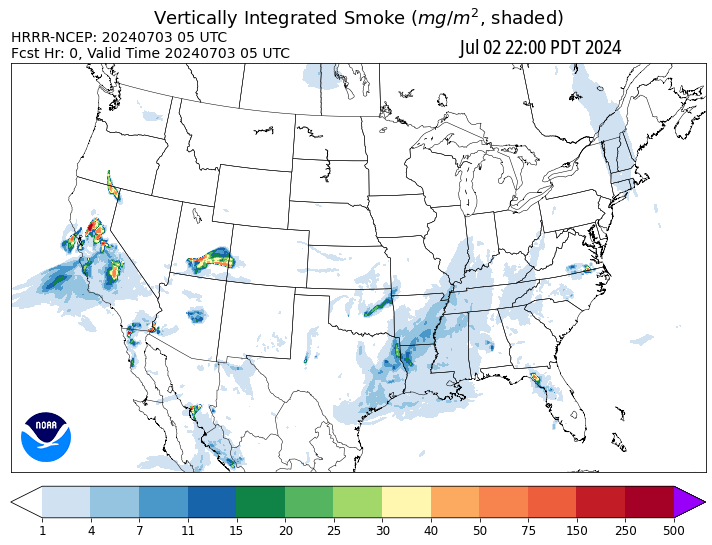 Vertically Integrated Smoke (mg/m², shaded)
HRRR-NCEP: 20240703 05 UTC
Fcst Hr: 0, Valid Time 20240703 05 UTC
Jul 02 22:00 PDT 2024
NOAA
1 4 7 11 15 20 25 30 40 50 75 150 250 500